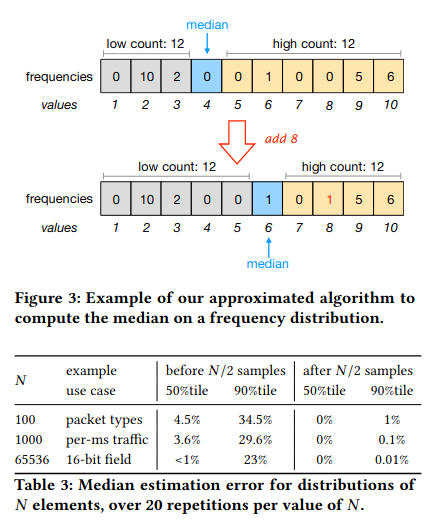 median
low count: 12 high count: 12
frequencies 0 10 2 0 0 1 0 0 5 6
values 1 2 3 4 5 6 7 8 9 10
add 8
low count: 12 high count: 12
frequencies 0 10 2 0 0 1 0 1 5 6
values 1 2 3 4 5 6 7 8 9 10
median
Figure 3: Example of our approximated algorithm to
compute the median on a frequency distribution.
N example use case before N/2 samples after N/2 samples
50%tile 90%tile 50%tile 90%tile
100 packet types 4.5% 34.5% 0% 1%
1000 per-ms traffic 3.6% 29.6% 0% 0.1%
65536 16-bit field <1% 23% 0% 0.01%
Table 3: Median estimation error for distributions of
N elements, over 20 repetitions per value of N.